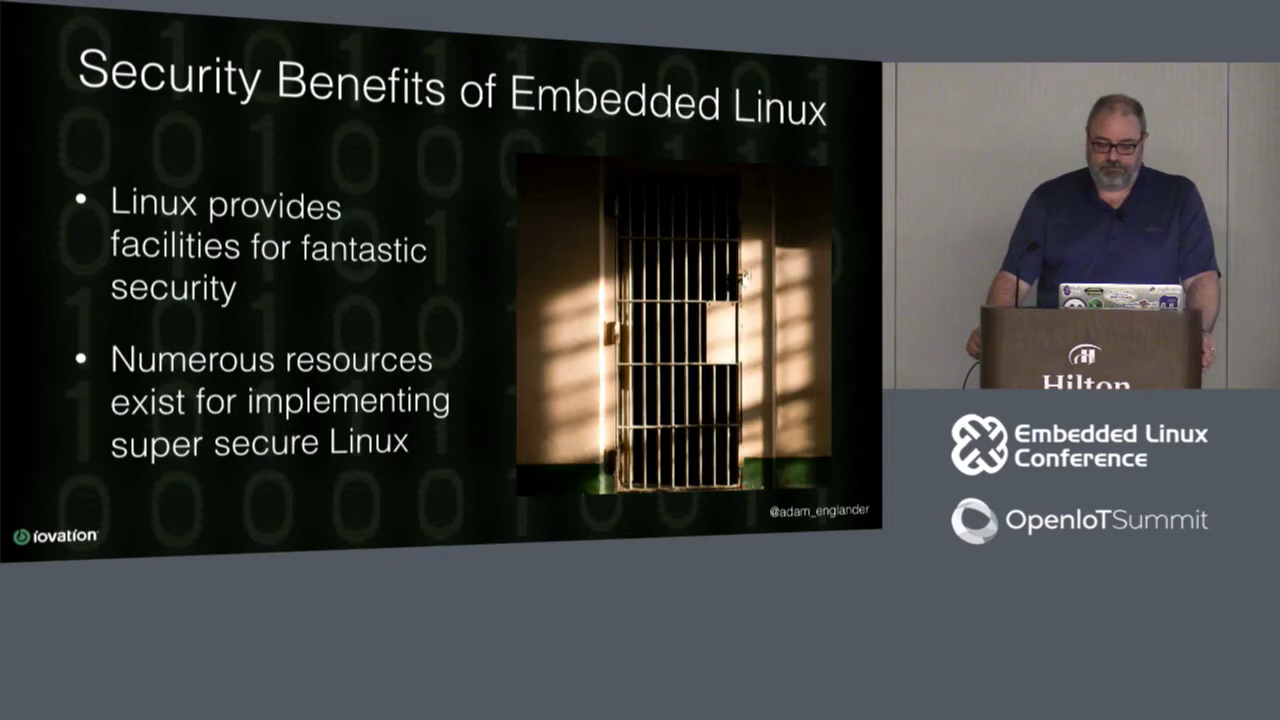 Security Benefits of Embedded Linux
• Linux provides
facilities for fantastic
security
• Numerous resources
exist for implementing
super secure Linux
@adam_englander
iovation
Hilton
Embedded Linux
Conference
OpenIoTSummit